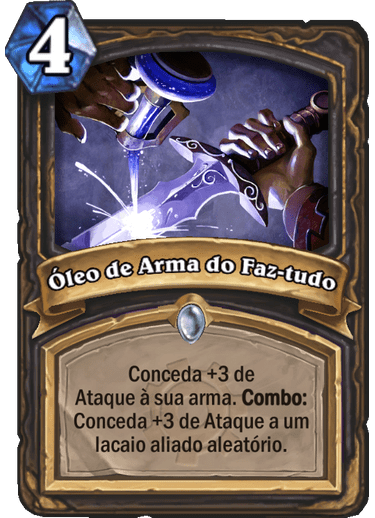 4
Óleo de Arma do Faz-tudo
Conceda +3 de
Ataque à sua arma. Combo:
Conceda +3 de Ataque a um
lacaio aliado aleatório.